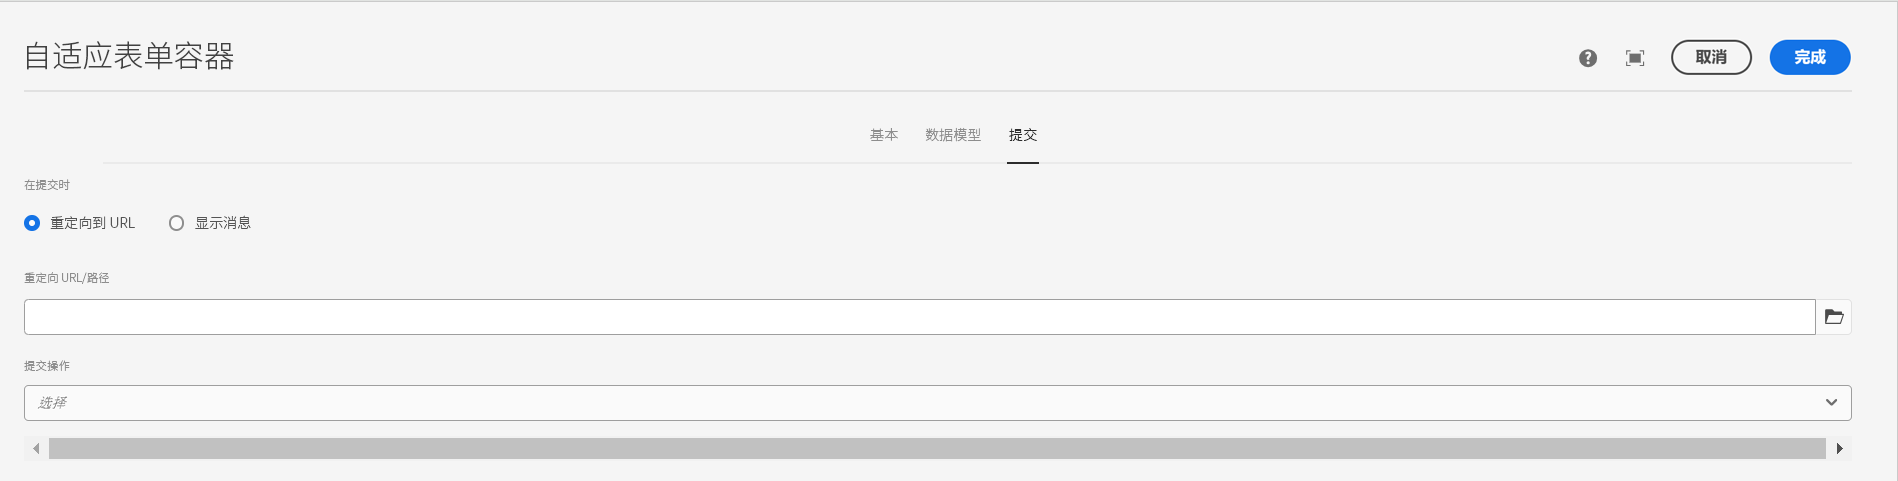 自适应表单容器
取消 完成
基本 数据模型 提交
在提交时
重定向到 URL 显示消息
重定向 URL/路径
提交操作
选择